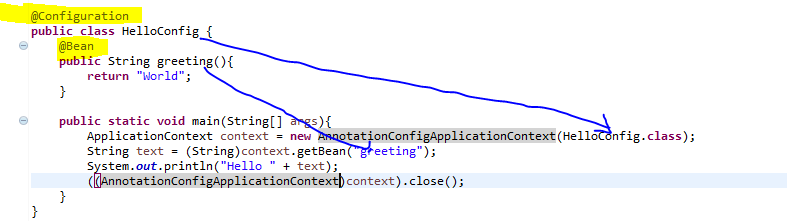 @Configuration
public class HelloConfig {
@Bean
public String greeting(){
return "World";
}
public static void main(String[] args){
ApplicationContext context = new AnnotationConfigApplicationContext(HelloConfig.class);
String text = (String)context.getBean("greeting");
System.out.println("Hello " + text);
((AnnotationConfigApplicationContext)context).close();
}
}